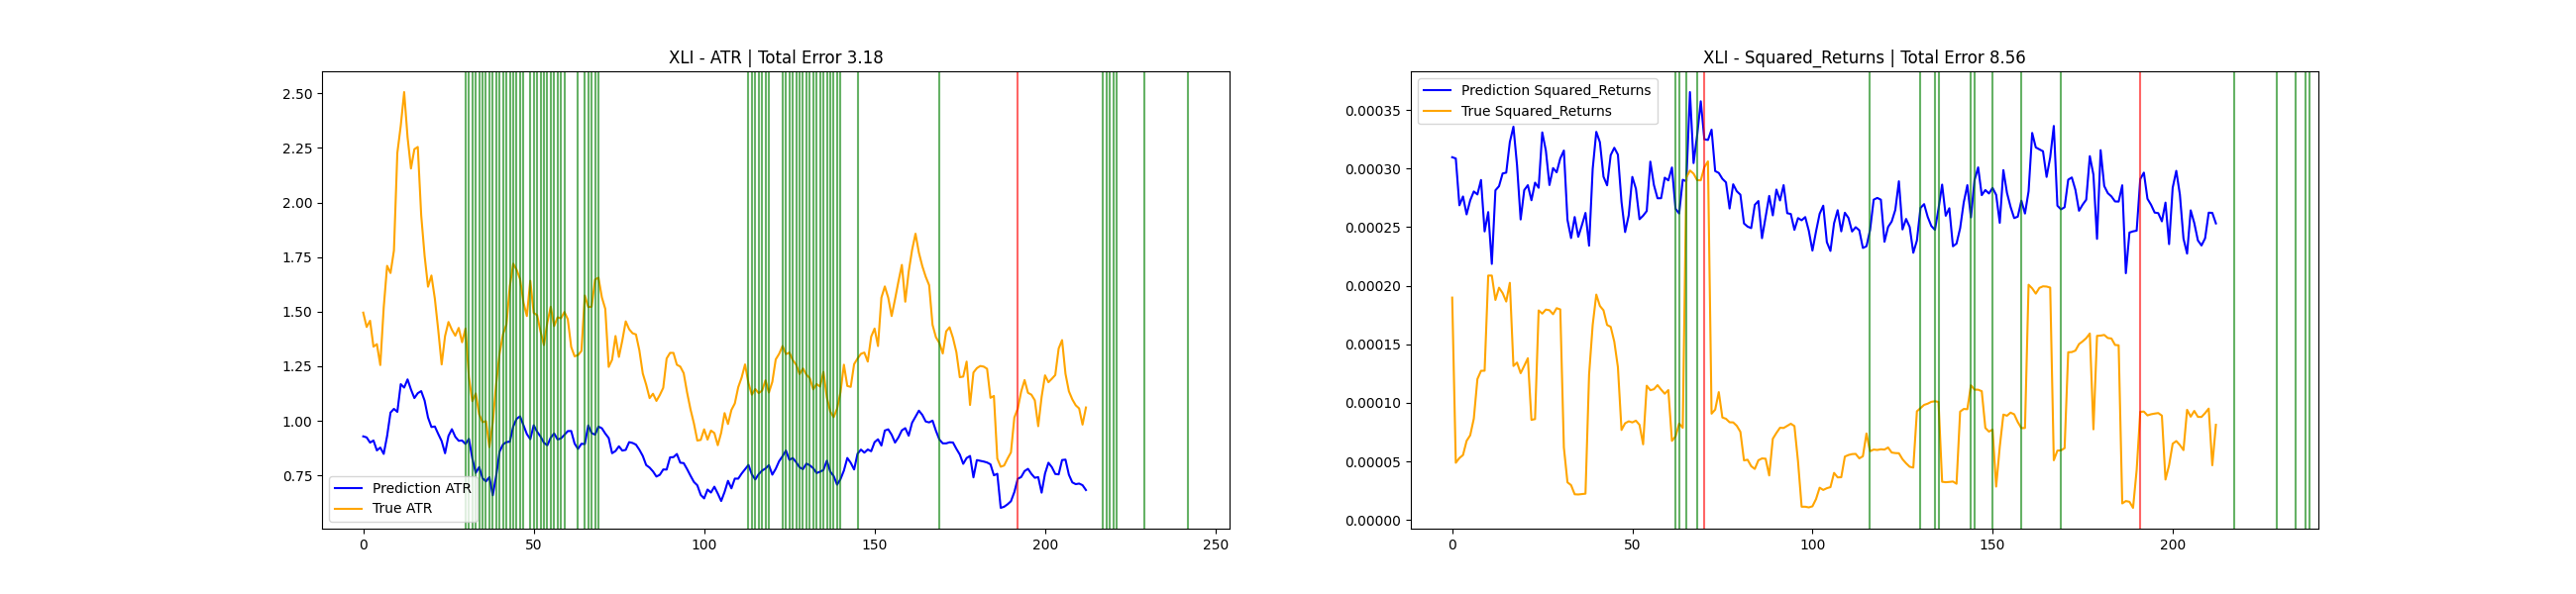 XLI - ATR | Total Error 3.18
2.50
2.25
2.00
1.75
1.50
1.25
1.00
0.75
Prediction ATR
True ATR
0 50 100 150 200 250
XLI - Squared_Returns | Total Error 8.56
Prediction Squared_Returns
True Squared_Returns
0.00035
0.00030
0.00025
0.00020
0.00015
0.00010
0.00005
0.00000
0 50 100 150 200